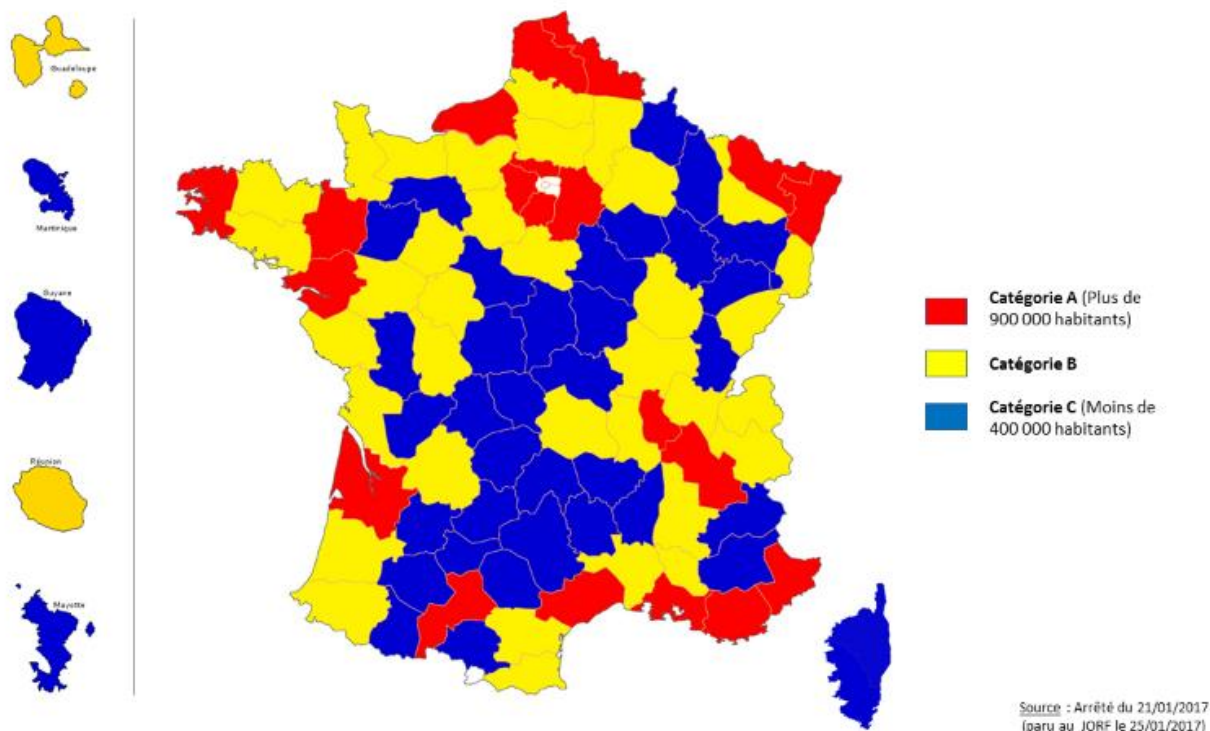 Guadeloupe
Martinique
Guyane
Réunion
Mayotte
Catégorie A (Plus de
900 000 habitants)
Catégorie B
Catégorie C (Moins de
400 000 habitants)
Source : Arrêté du 21/01/2017
(paru au JORF le 25/01/2017)